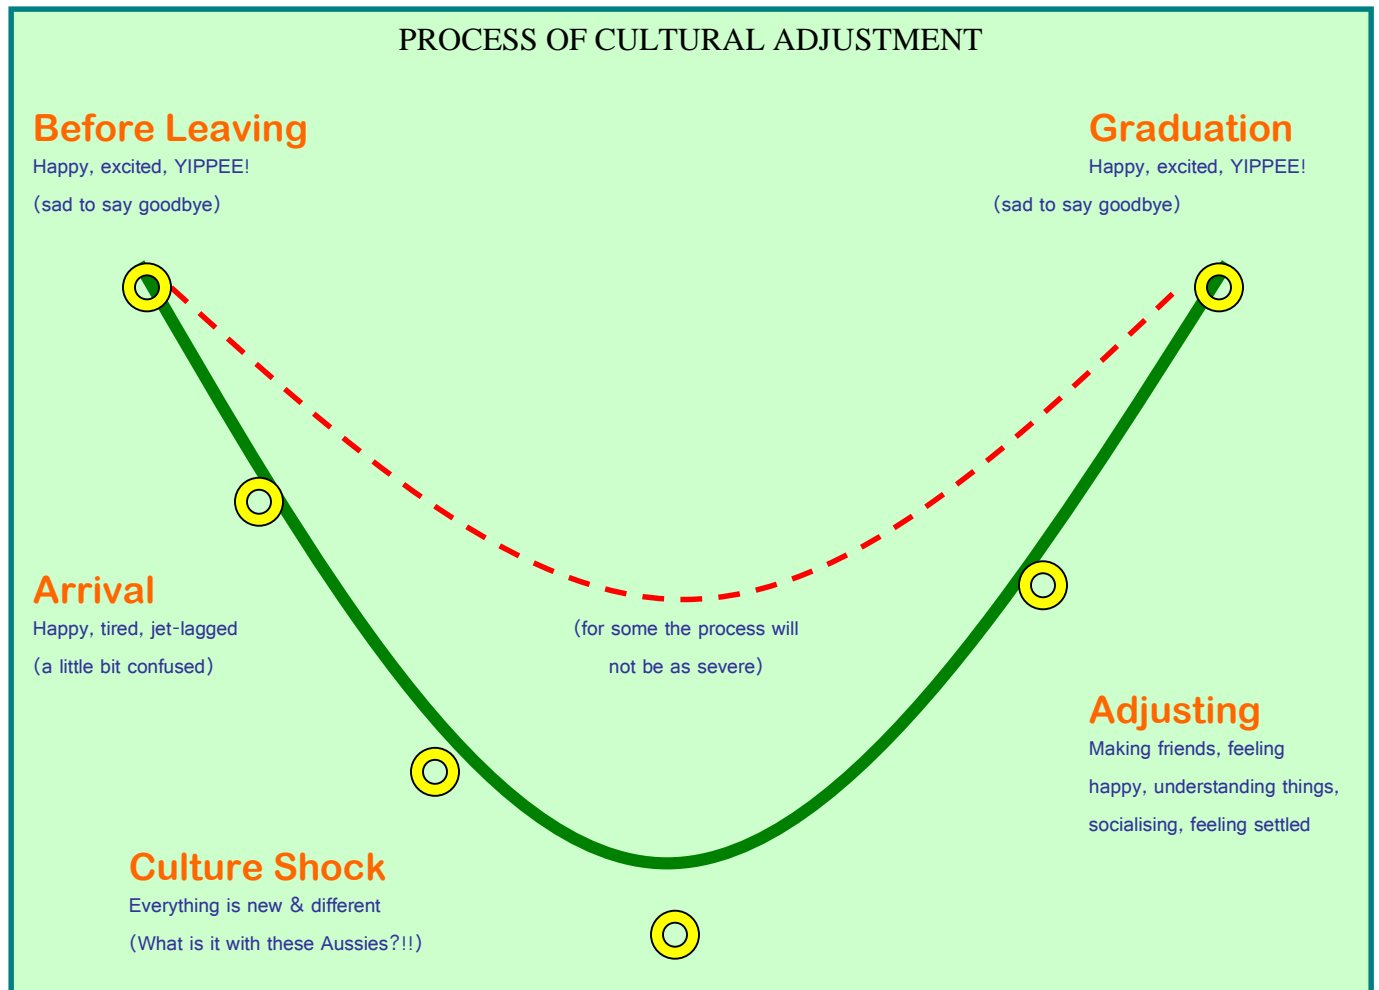 PROCESS OF CULTURAL ADJUSTMENT
Before Leaving
Happy, excited, YIPPEE!
(sad to say goodbye)
Graduation
Happy, excited, YIPPEE!
(sad to say goodbye)
Arrival
Happy, tired, jet-lagged
(a little bit confused)
(for some the process will
not be as severe)
Adjusting
Making friends, feeling
happy, understanding things,
socialising, feeling settled
Culture Shock
Everything is new & different
(What is it with these Aussies?!!)